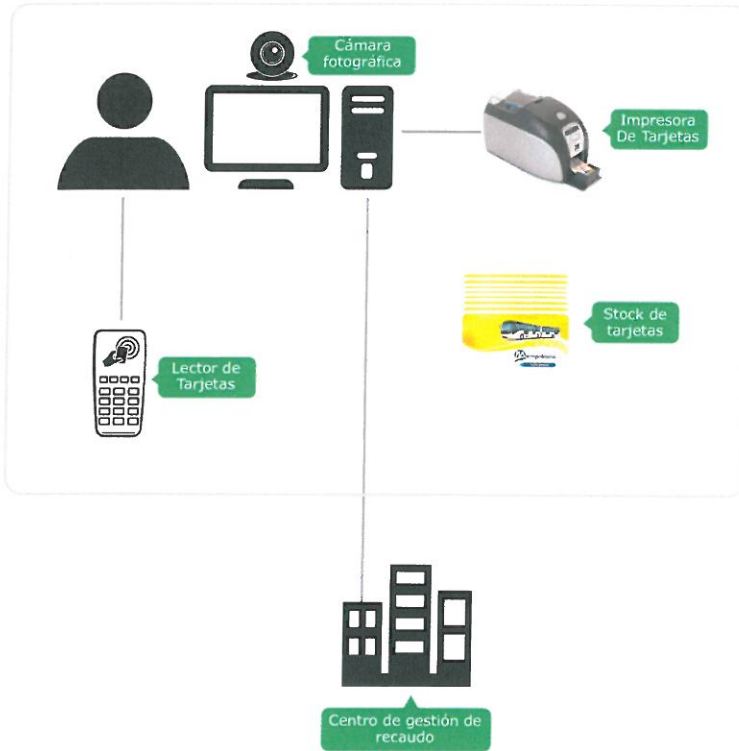 Cámara
fotográfica
Impresora
De Tarjetas
Stock de
tarjetas
Lector de
Tarjetas
Centro de gestión de
recaudo